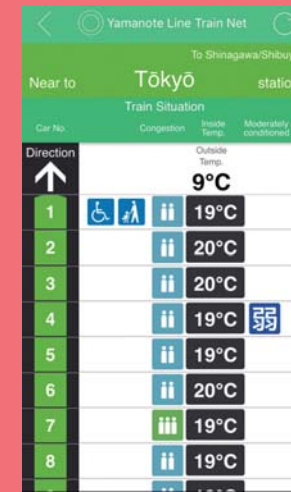 Yamanote Line Train Net
To Shinagawa/Shibuy
Near to Tōkyō statio
Train Situation
Car No. Congestion Inside Temp. Moderately conditioned
Direction Outside Temp.
9°C
1 19°C
2 20°C
3 20°C
4 19°C
5 19°C
6 20°C
7 19°C
8 19°C